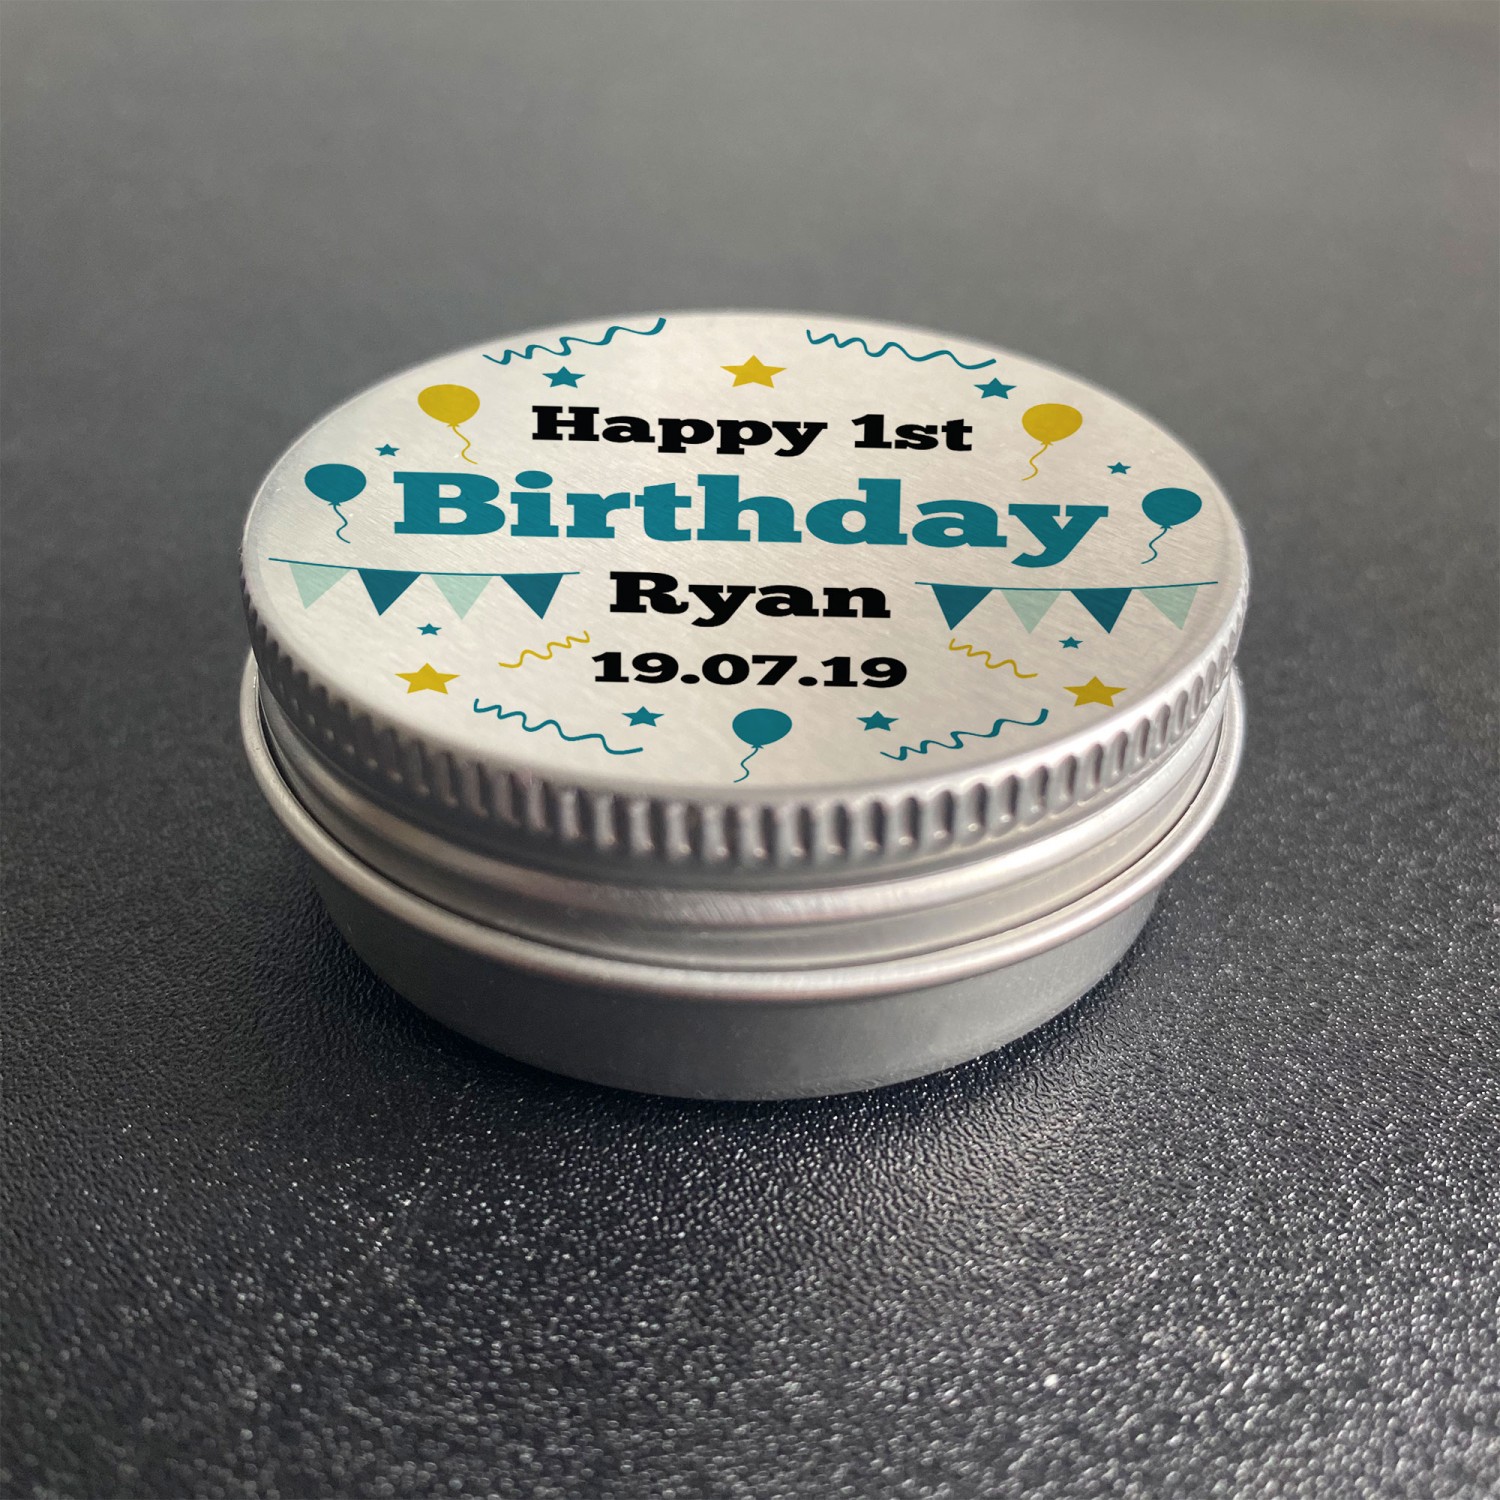 Happy 1st
Birthday
Ryan
19.07.19